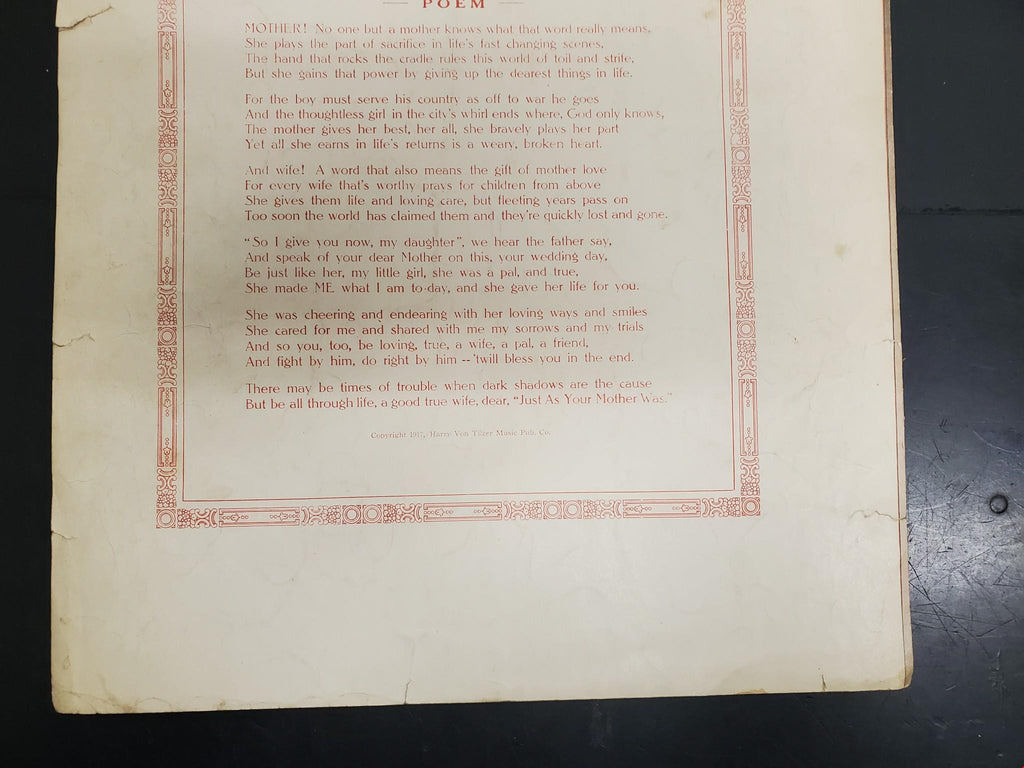 POEM
MOTHER! No one but a mother knows what that word really means,
She plays the part of sacrifice in life's fast changing scenes,
The hand that rocks the cradle rules this world of toil and strife,
But she gains that power by giving up the dearest things in life.
For the boy must serve his country as off to war he goes
And the thoughtless girl in the city's whirl ends where, God only knows,
The mother gives her best, her all, she bravely plays her part
Yet all she earns in life's returns is a weary, broken heart.
And wife! A word that also means the gift of mother love
For every wife that's worthy prays for children from above
She gives them life and loving care, but fleeting years pass on
Too soon the world has claimed them and they're quickly lost and gone.
"So I give you now, my daughter", we hear the father say,
And speak of your dear Mother on this, your wedding day,
Be just like her, my little girl, she was a pal, and true,
She made ME what I am to-day, and she gave her life for you.
She was cheering and endearing with her loving ways and smiles
She cared for me and shared with me my sorrows and my trials
And so you, too, be loving, true, a wife, a pal, a friend,
And fight by him, do right by him -- 'twill bless you in the end.
There may be times of trouble when dark shadows are the cause
But be all through life, a good true wife, dear, "Just As Your Mother Was."
Copyright 1917, Harry Von Tilzer Music Pub. Co.